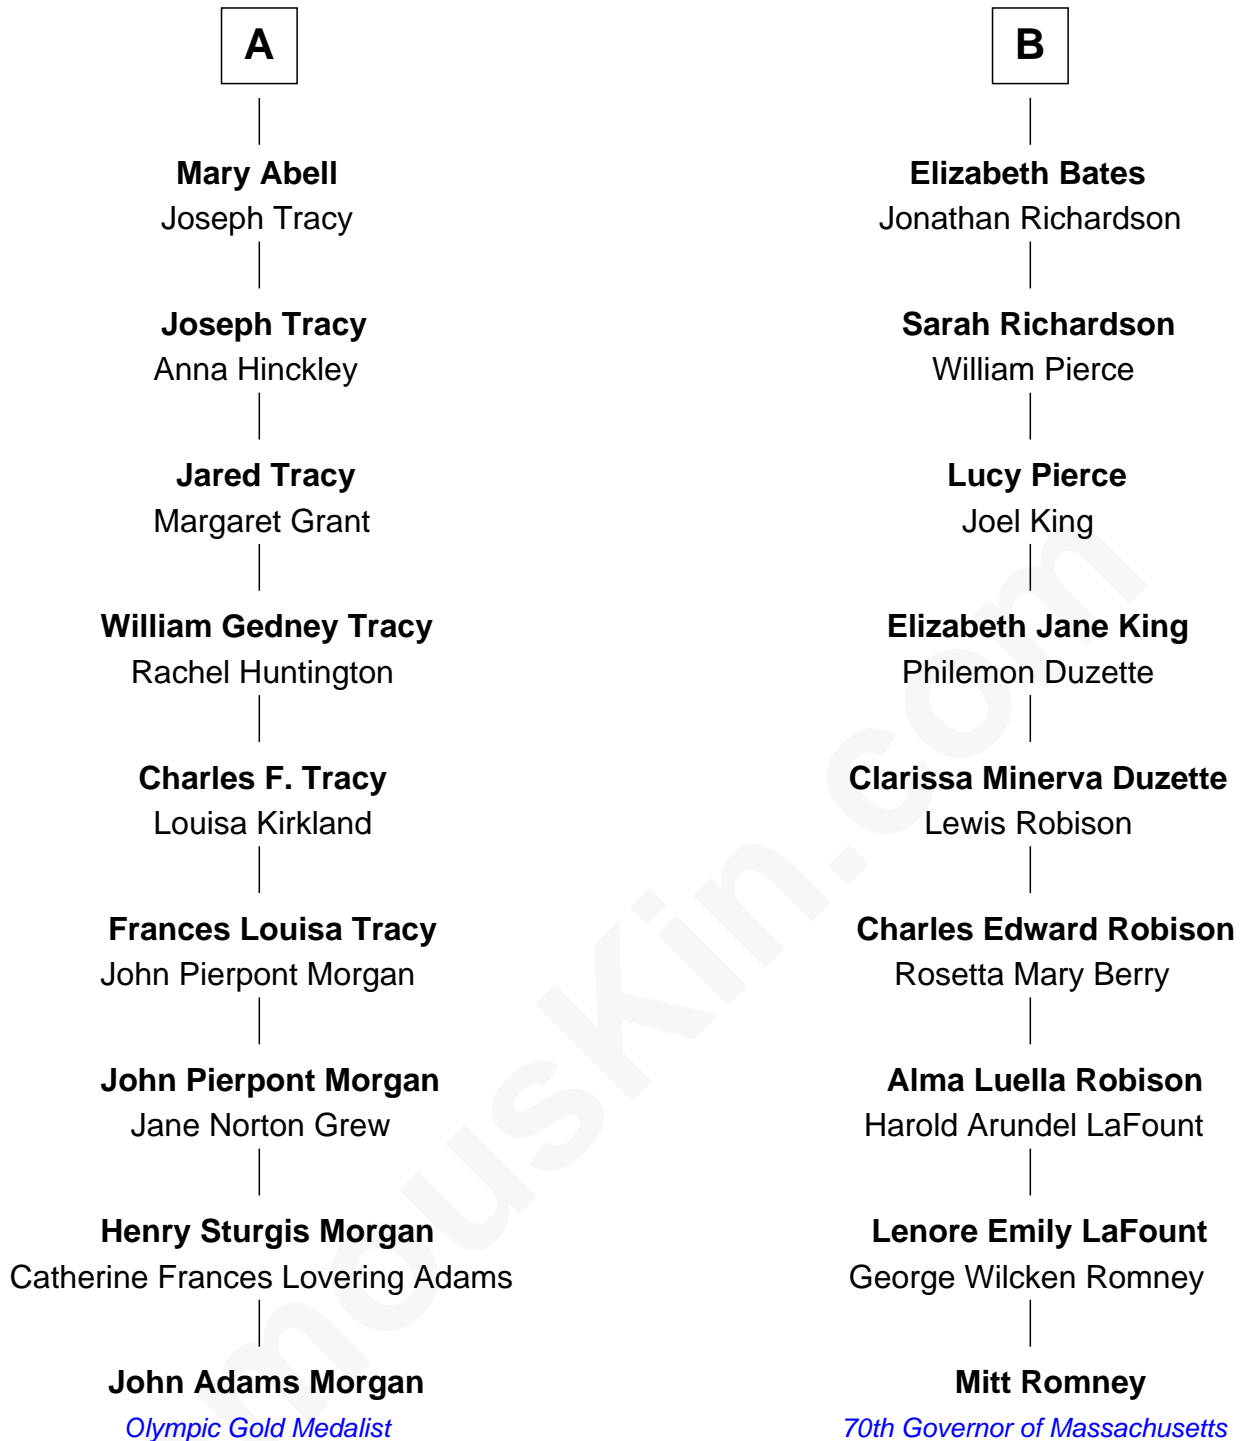 A
Mary Abell
Joseph Tracy
Joseph Tracy
Anna Hinckley
Jared Tracy
Margaret Grant
William Gedney Tracy
Rachel Huntington
Charles F. Tracy
Louisa Kirkland
Frances Louisa Tracy
John Pierpont Morgan
John Pierpont Morgan
Jane Norton Grew
Henry Sturgis Morgan
Catherine Frances Lovering Adams
John Adams Morgan
Olympic Gold Medalist
B
Elizabeth Bates
Jonathan Richardson
Sarah Richardson
William Pierce
Lucy Pierce
Joel King
Elizabeth Jane King
Philemon Duzette
Clarissa Minerva Duzette
Lewis Robison
Charles Edward Robison
Rosetta Mary Berry
Alma Luella Robison
Harold Arundel LaFount
Lenore Emily LaFount
George Wilcken Romney
Mitt Romney
70th Governor of Massachusetts
mouskin.com